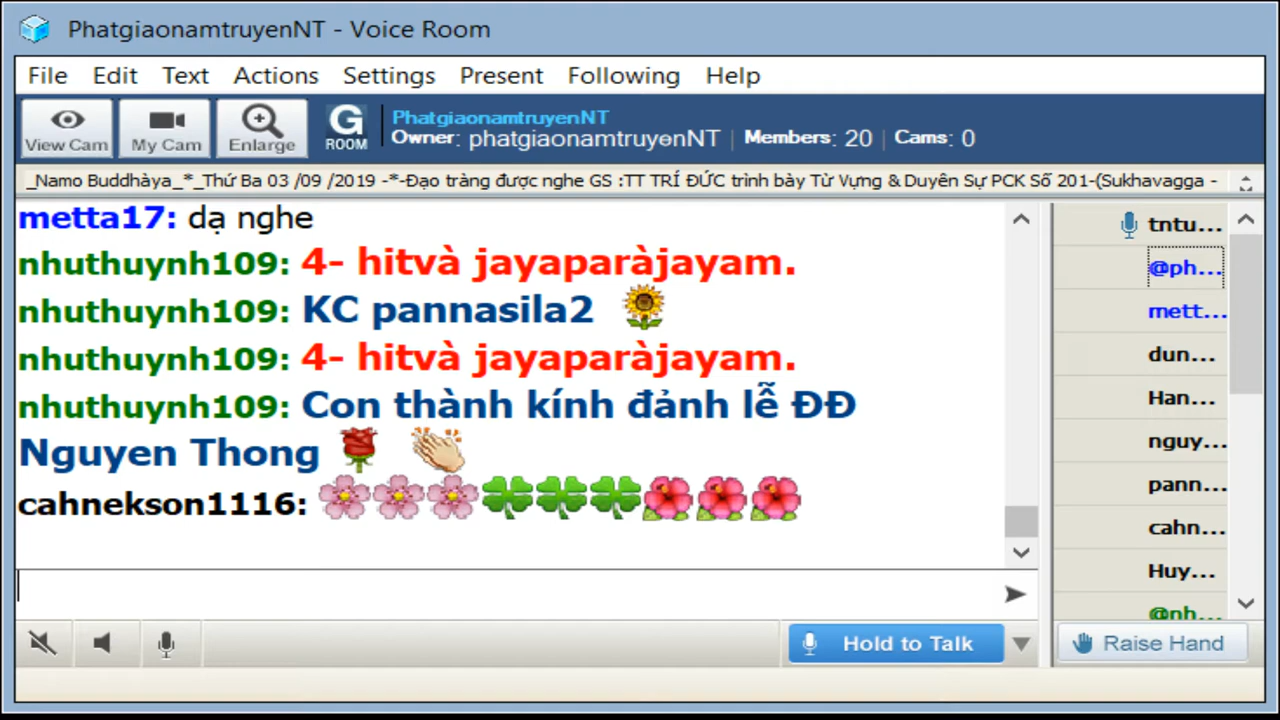 PhatgiaonamtruyenNT - Voice Room
File Edit Text Actions Settings Present Following Help
View Cam My Cam Enlarge G ROOM
PhatgiaonamtruyenNT
Owner: phatgiaonamtruyenNT | Members: 20 | Cams: 0
_Namo Buddhàya_*_Thứ Ba 03 /09 /2019 -*-Đạo tràng được nghe GS :TT TRÍ ĐỨC trình bày Từ Vựng & Duyên Sự PCK Số 201-(Sukhavagga -
metta17: dạ nghe
nhuthuynh109: 4- hitvà jayaparàjayam.
nhuthuynh109: KC pannasila2
nhuthuynh109: 4- hitvà jayaparàjayam.
nhuthuynh109: Con thành kính đảnh lễ ĐĐ
Nguyen Thong
cahnekson1116:
tntu...
@ph...
mett...
dun...
Han...
nguy...
pann...
cahn...
Huy...
@nh...
Hold to Talk
Raise Hand